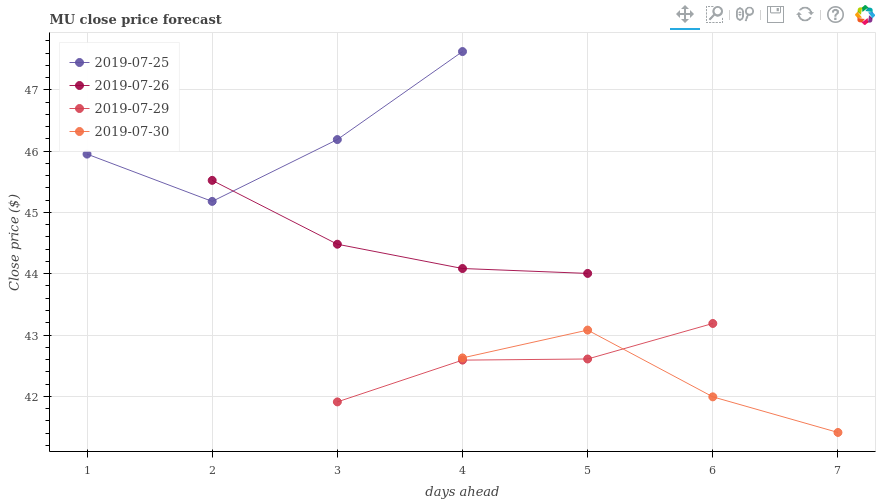 MU close price forecast
2019-07-25
2019-07-26
2019-07-29
2019-07-30
47
46
45
44
43
42
Close price ($)
1 2 3 4 5 6 7
days ahead